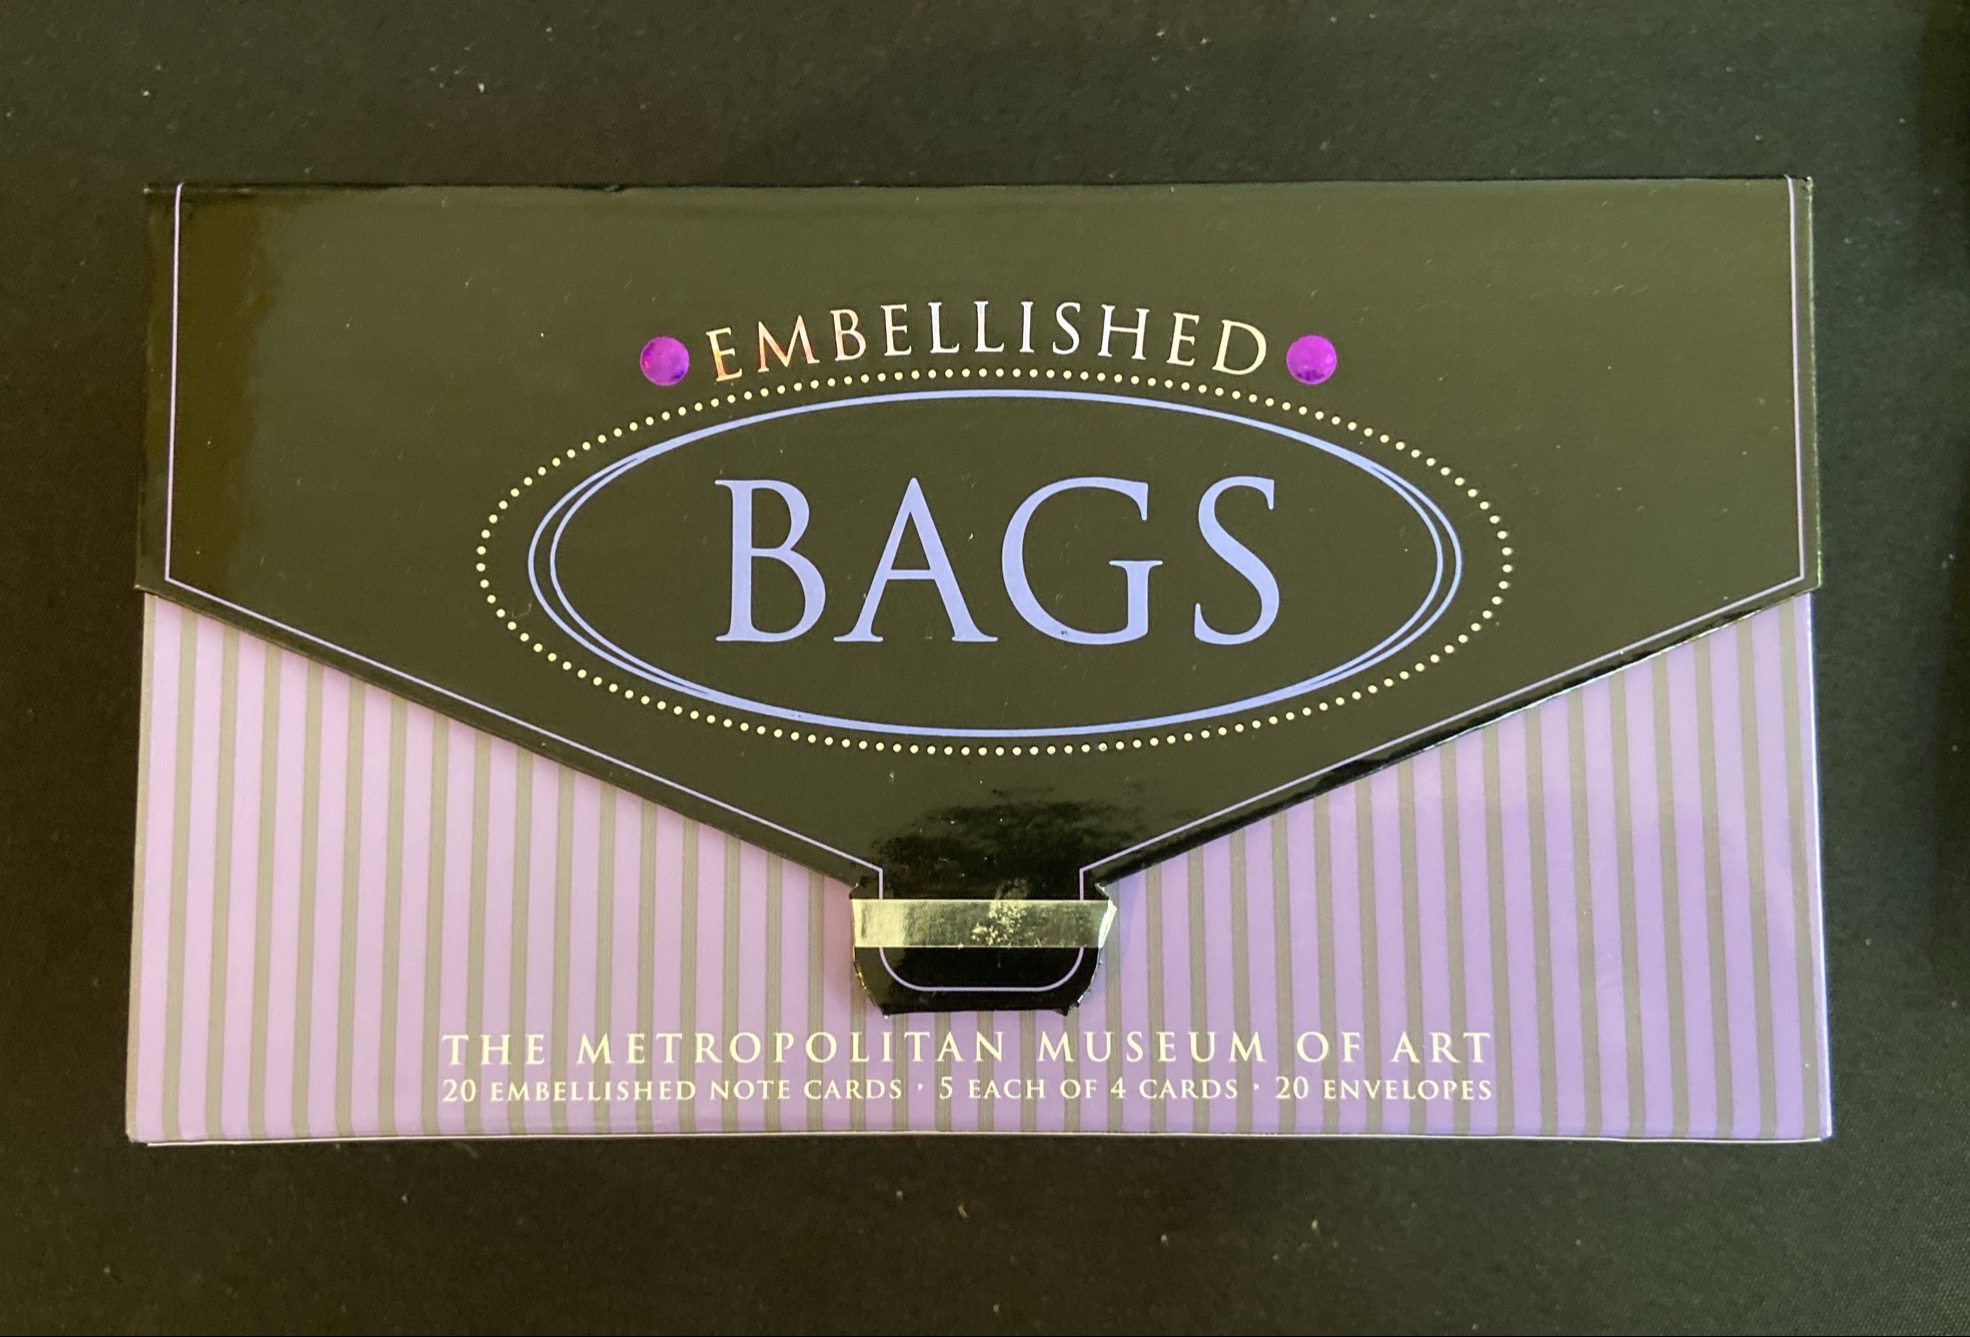 EMBELLISHED
BAGS
THE METROPOLITAN MUSEUM OF ART
20 EMBELLISHED NOTE CARDS · 5 EACH OF 4 CARDS · 20 ENVELOPES